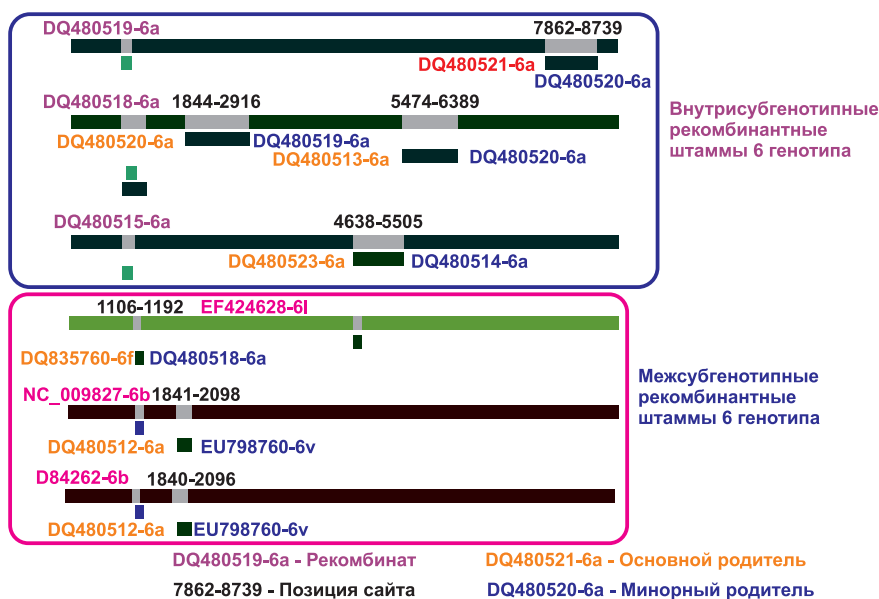 DQ480519-6a
7862-8739
DQ480521-6a
DQ480520-6a
DQ480518-6a
1844-2916
5474-6389
DQ480520-6a
DQ480519-6a
DQ480513-6a
DQ480520-6a
Внутрисубгенотипные
рекомбинантные
штаммы 6 генотипа
DQ480515-6a
4638-5505
DQ480523-6a
DQ480514-6a
1106-1192
EF424628-6l
DQ835760-6f
DQ480518-6a
NC_009827-6b
1841-2098
DQ480512-6a
EU798760-6v
Межсубгенотипные
рекомбинантные
штаммы 6 генотипа
D84262-6b
1840-2096
DQ480512-6a
EU798760-6v
DQ480519-6a - Рекомбинат
DQ480521-6a - Основной родитель
7862-8739 - Позиция сайта
DQ480520-6a - Минорный родитель